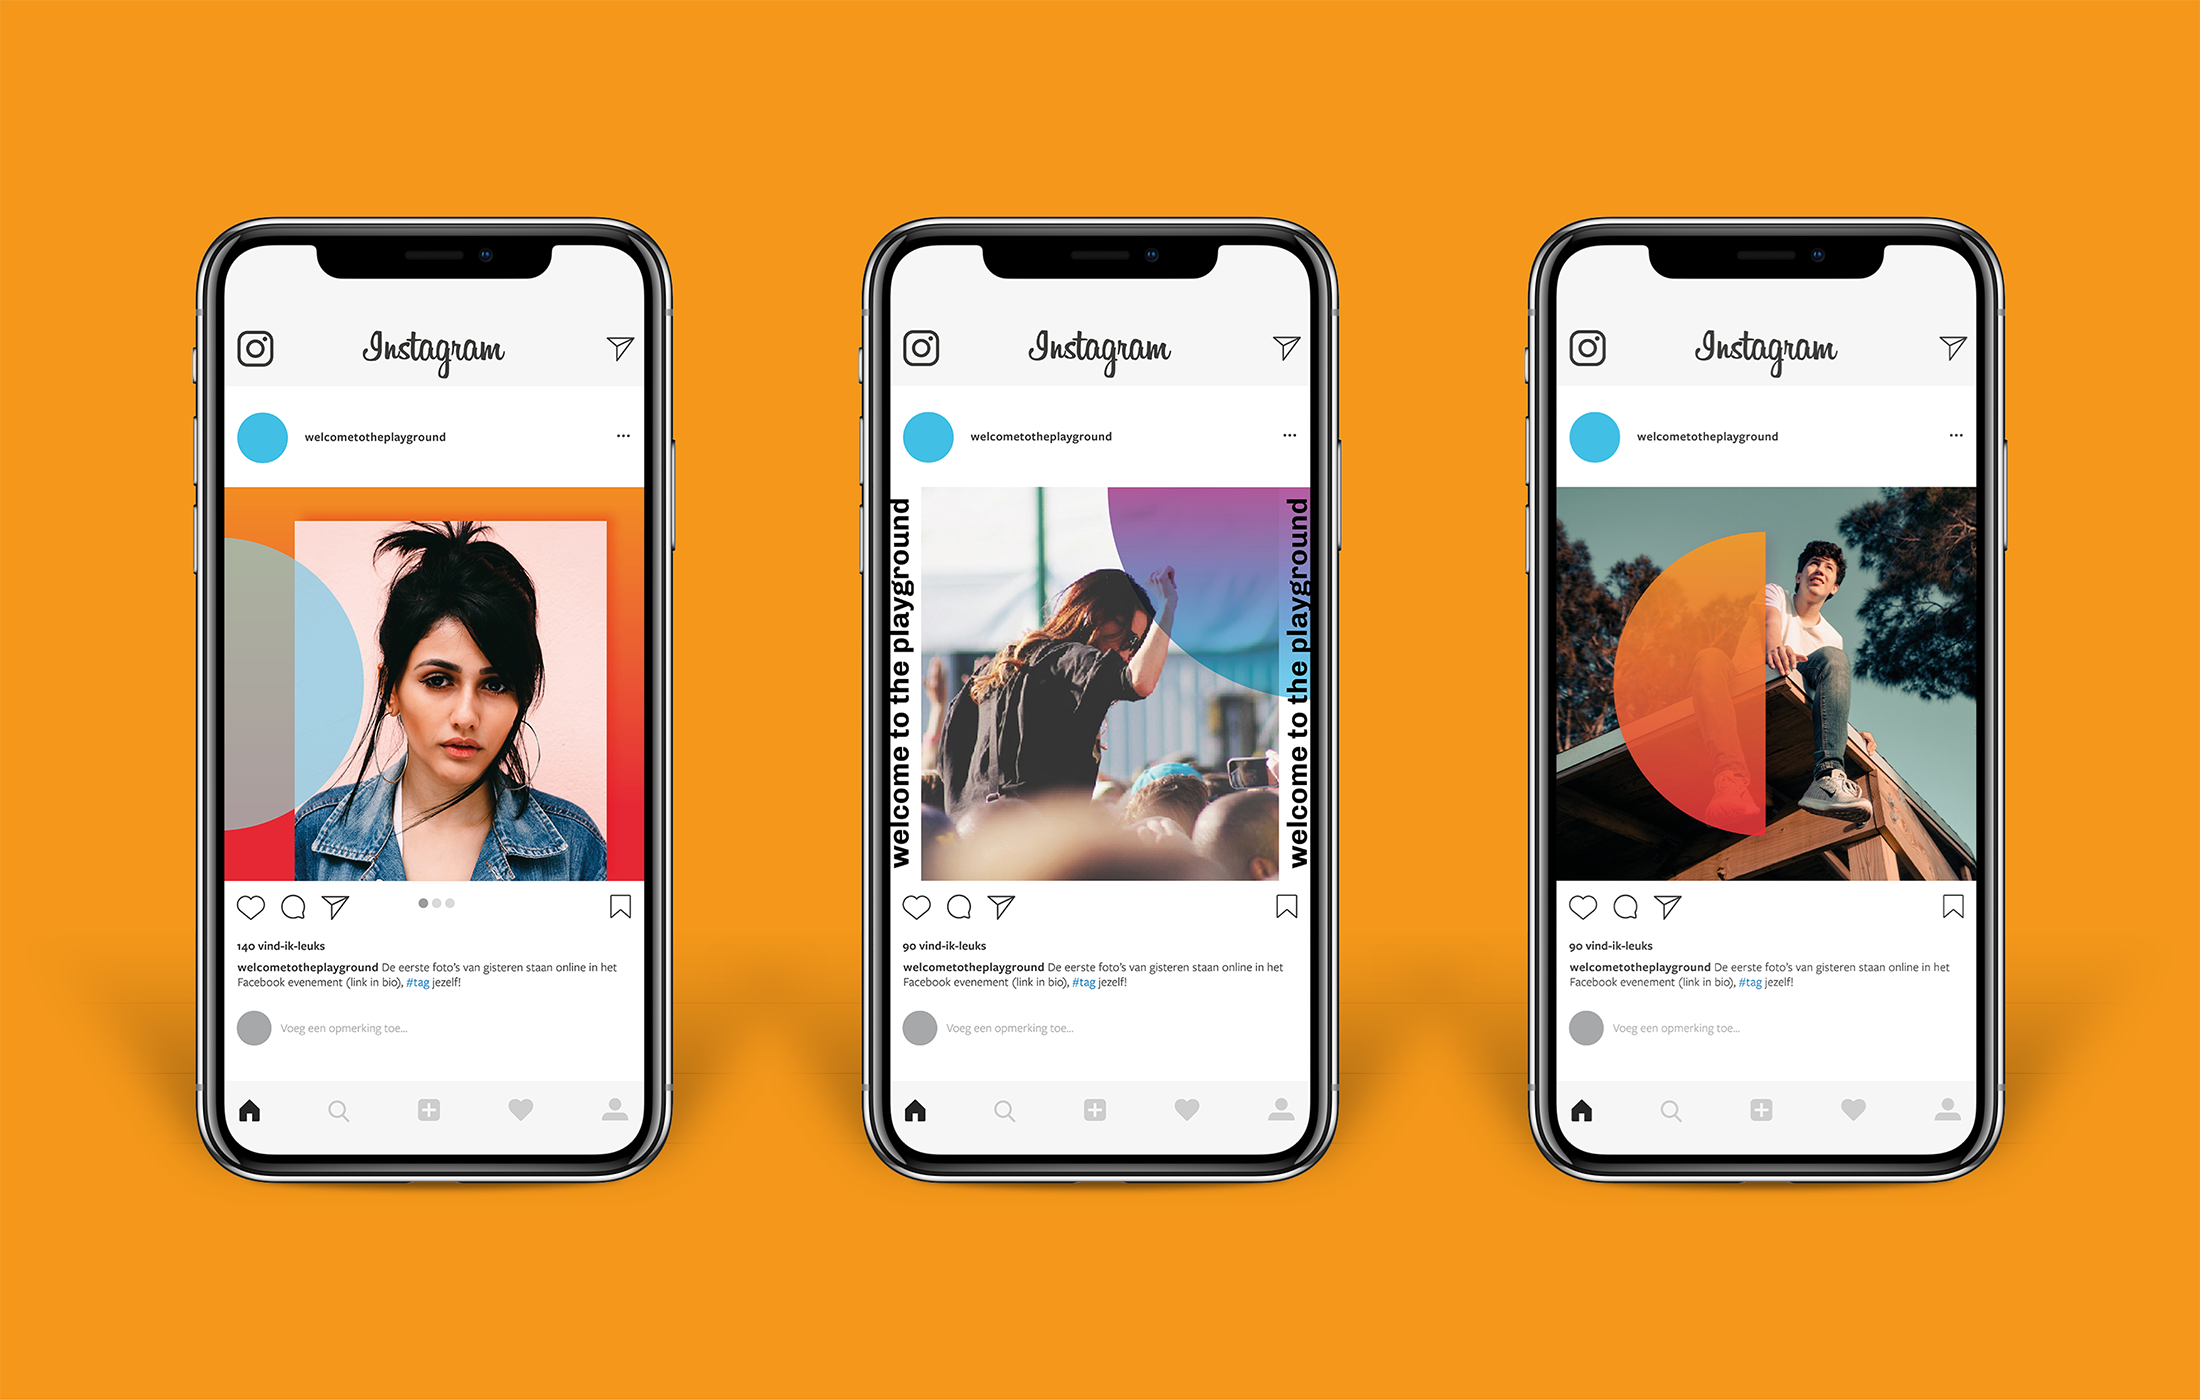 Instagram
welcometotheplayground
140 vind-ik-leuks
welcometotheplayground De eerste foto's van gisteren staan online in het
Facebook evenement (link in bio), #tag jezelf!
Voeg een opmerking toe...
Instagram
welcometotheplayground
welcome to the playground
welcome to the playground
90 vind-ik-leuks
welcometotheplayground De eerste foto's van gisteren staan online in het
Facebook evenement (link in bio), #tag jezelf!
Voeg een opmerking toe...
Instagram
welcometotheplayground
90 vind-ik-leuks
welcometotheplayground De eerste foto's van gisteren staan online in het
Facebook evenement (link in bio), #tag jezelf!
Voeg een opmerking toe...